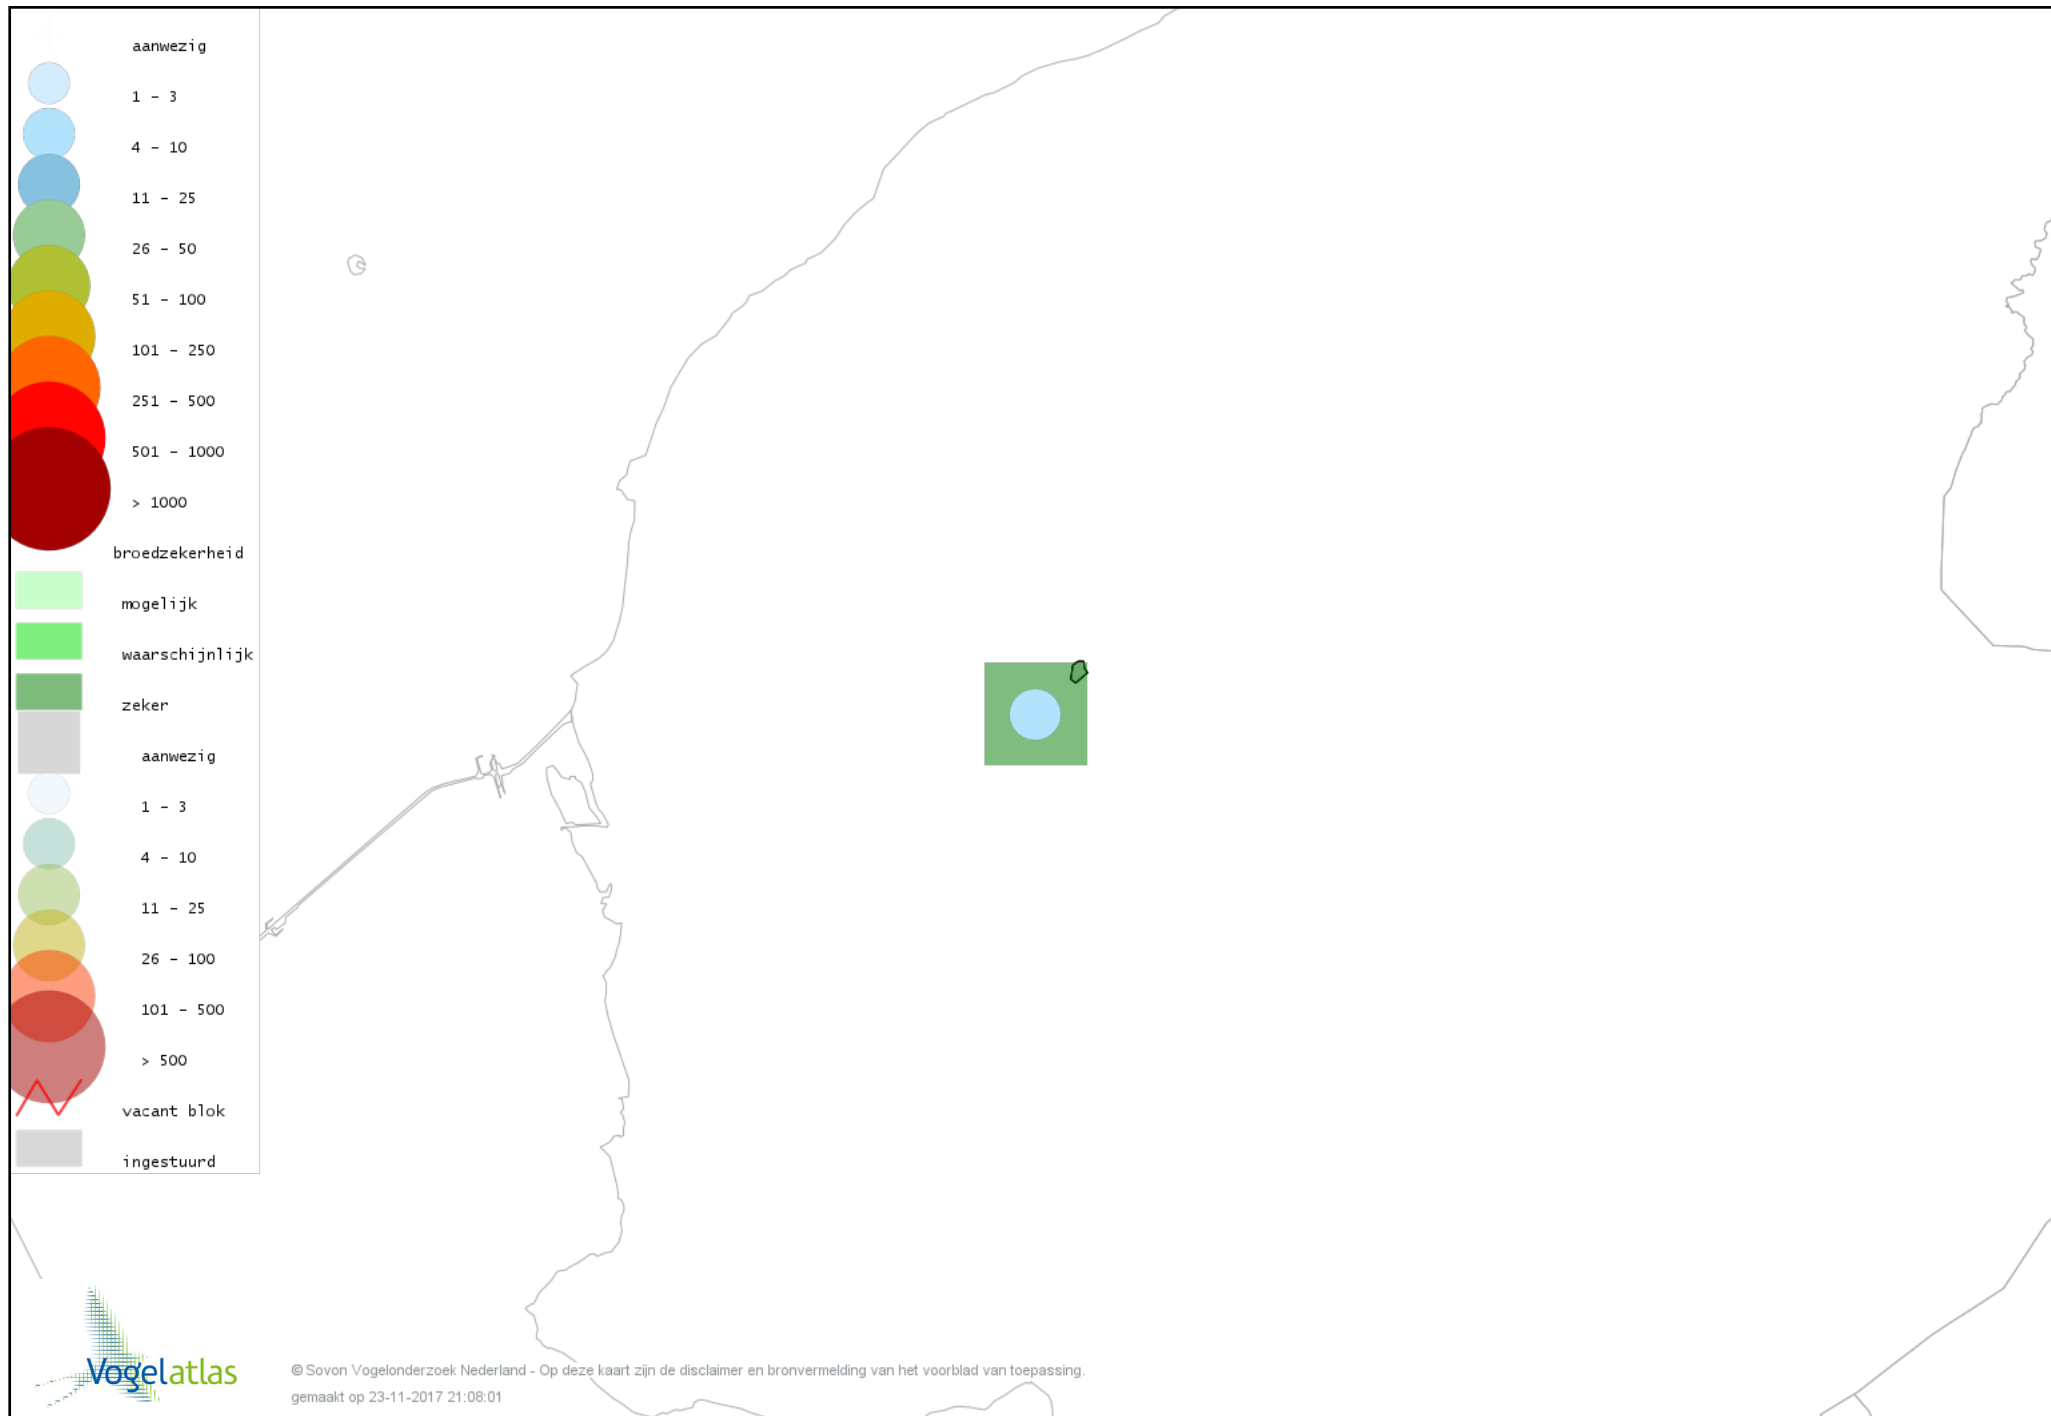 aanwezig
1 - 3
4 - 10
11 - 25
26 - 50
51 - 100
101 - 250
251 - 500
501 - 1000
> 1000
broedzekerheid
mogelijk
waarschijnlijk
zeker
aanwezig
1 - 3
4 - 10
11 - 25
26 - 100
101 - 500
> 500
vacant blok
ingestuurd
Vogelatlas
© Sovon Vogelonderzoek Nederland - Op deze kaart zijn de disclaimer en bronvermelding van het voorblad van toepassing.
gemaakt op 23-11-2017 21:08:01